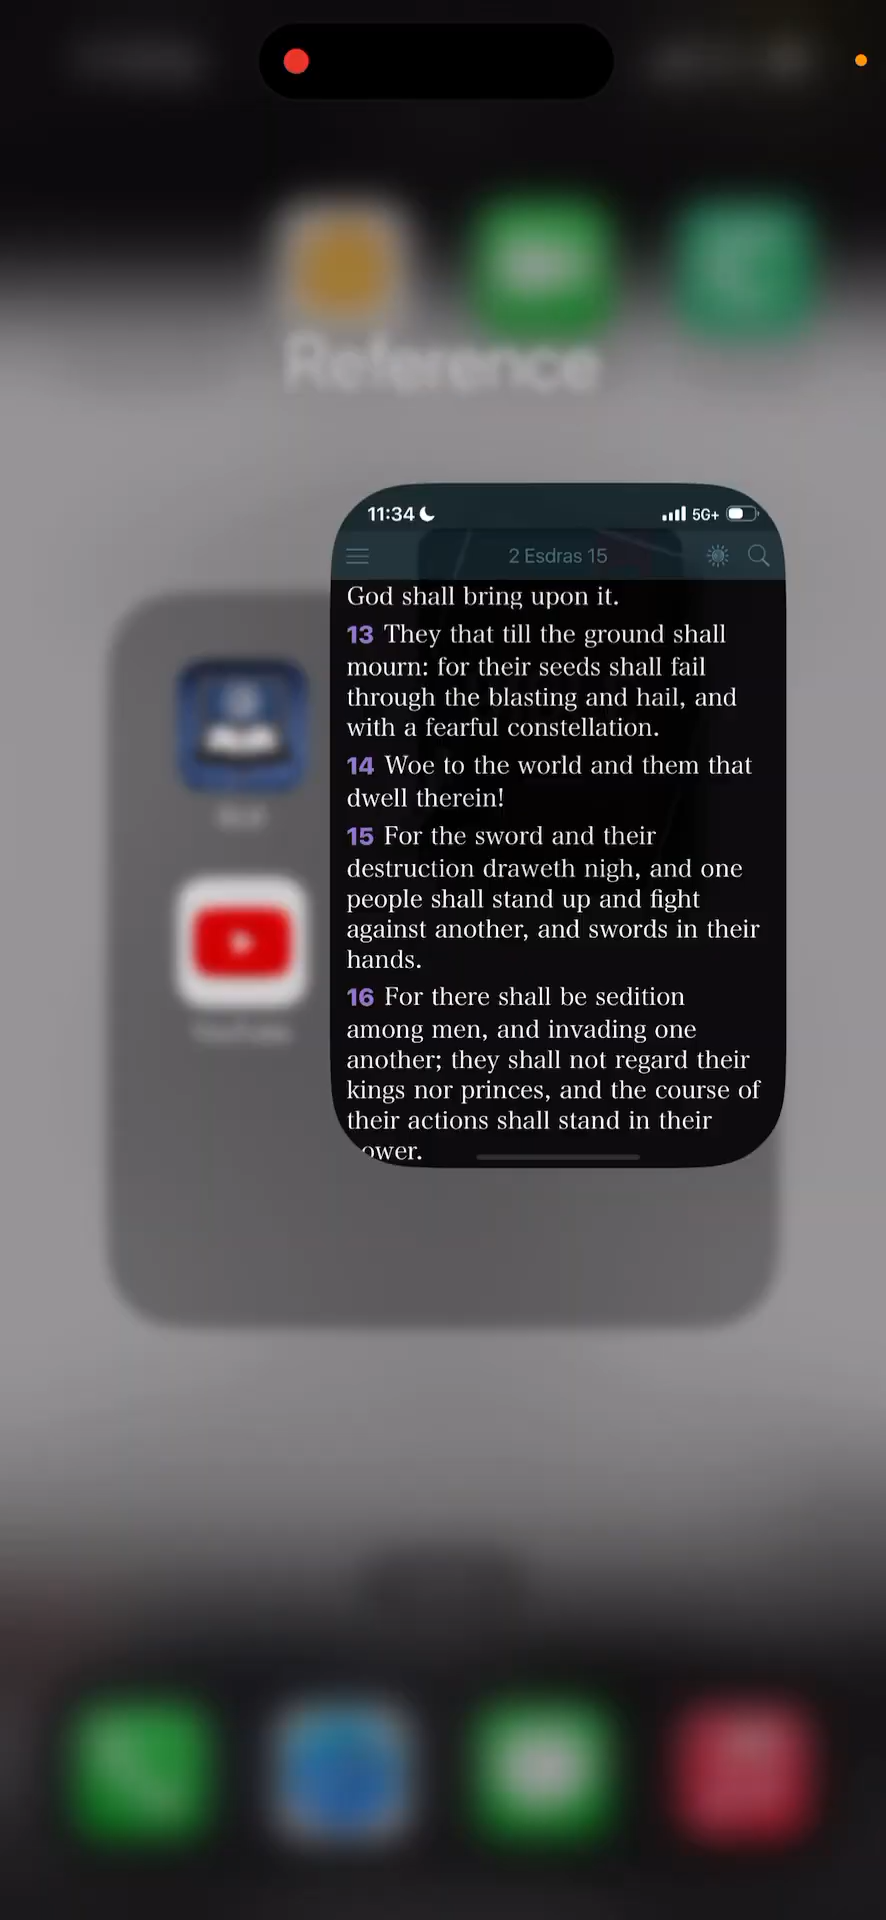 Reference
11:34
5G+
2 Esdras 15
God shall bring upon it.
13 They that till the ground shall
mourn: for their seeds shall fail
through the blasting and hail, and
with a fearful constellation.
14 Woe to the world and them that
dwell therein!
15 For the sword and their
destruction draweth nigh, and one
people shall stand up and fight
against another, and swords in their
hands.
16 For there shall be sedition
among men, and invading one
another; they shall not regard their
kings nor princes, and the course of
their actions shall stand in their
ower.
YouTube